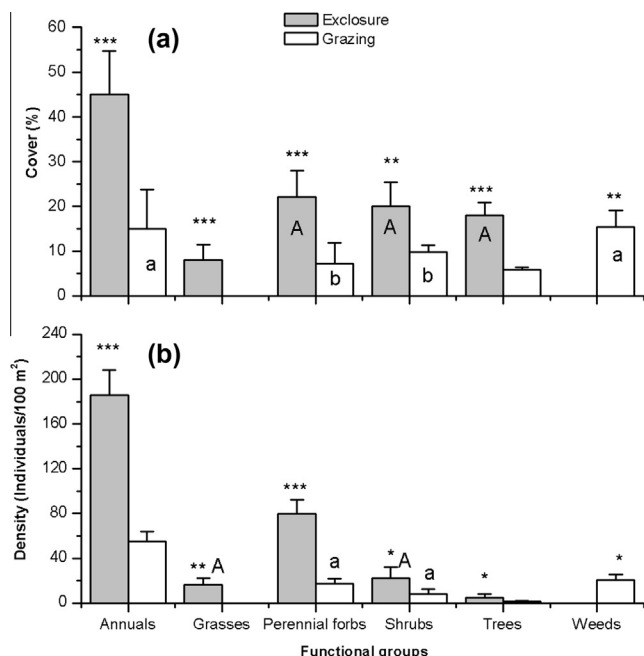 Exclosure
Grazing
(a)
Cover (%)
60
50
40
30
20
10
0
***
***
***
**
***
**
a
A
b
A
b
A
a
(b)
Density (Individuals/100 m²)
240
200
160
120
80
40
0
***
** A
***
a
* A
a
*
*
Annuals Grasses Perennial forbs Shrubs Trees Weeds
Functional groups